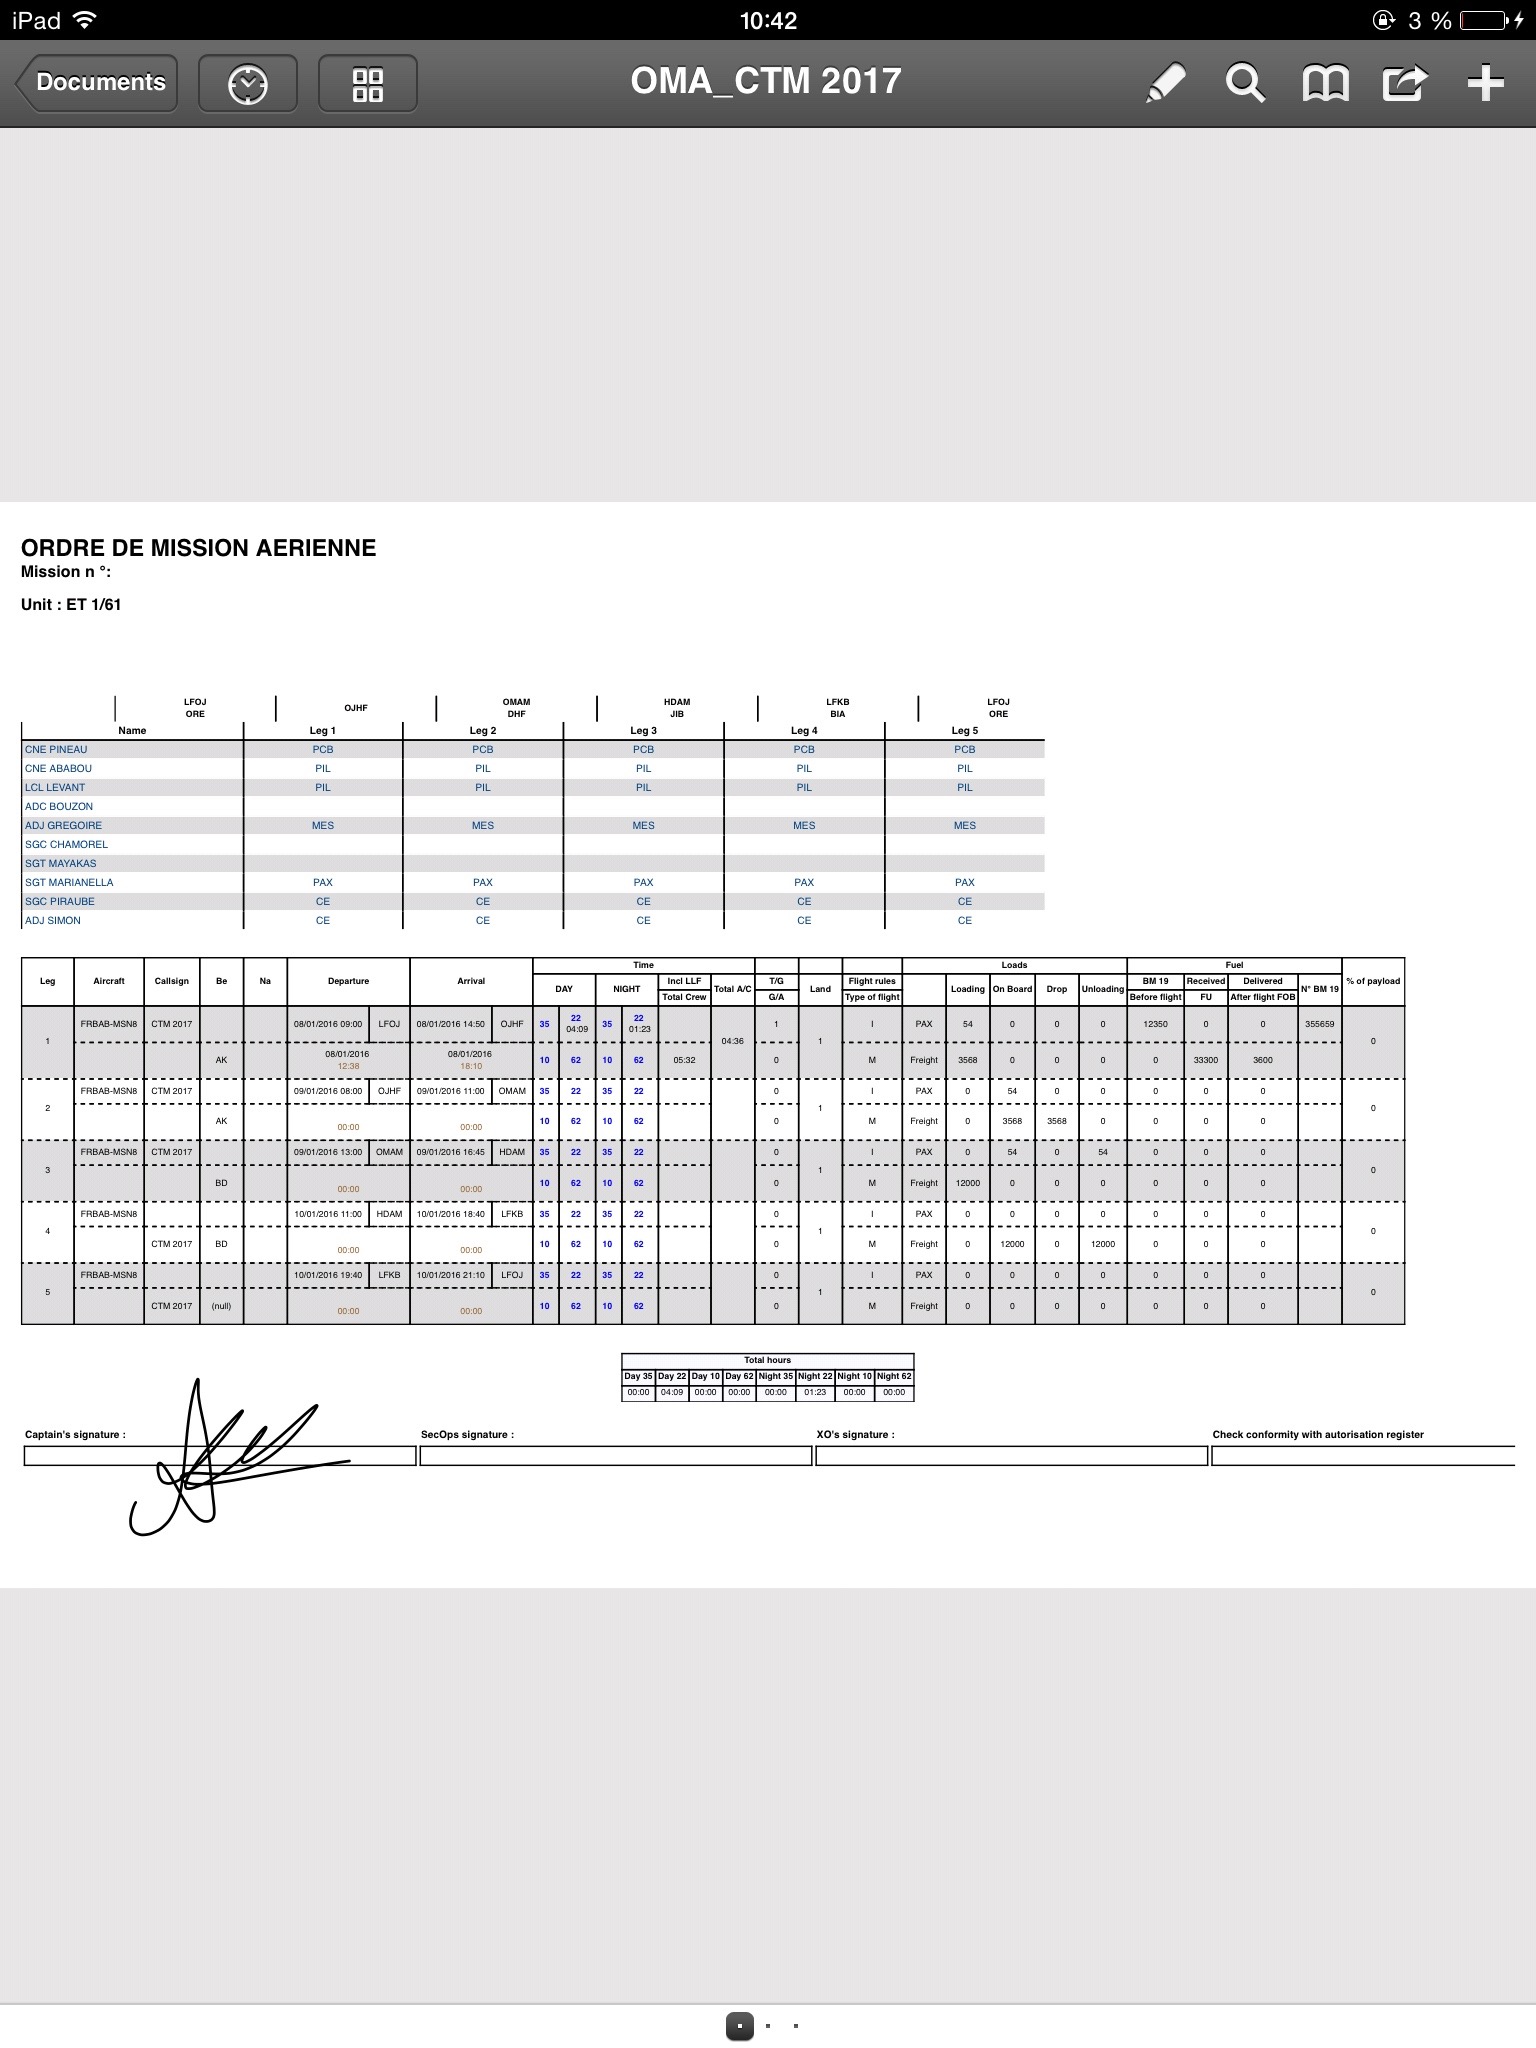 iPad 10:42 3 %
Documents OMA_CTM 2017
ORDRE DE MISSION AERIENNE
Mission n °:
Unit : ET 1/61
LFOJ OJHF OMAM HDAM LFKB LFOJ
ORE DHF JIB BIA ORE
Name Leg 1 Leg 2 Leg 3 Leg 4 Leg 5
CNE PINEAU PCB PCB PCB PCB PCB
CNE ABABOU PIL PIL PIL PIL PIL
LCL LEVANT PIL PIL PIL PIL PIL
ADC BOUZON
ADJ GREGOIRE MES MES MES MES MES
SGC CHAMOREL
SGT MAYAKAS
SGT MARIANELLA PAX PAX PAX PAX PAX
SGC PIRAUBE CE CE CE CE CE
ADJ SIMON CE CE CE CE CE
Time Loads Fuel
Leg Aircraft Callsign Be Na Departure Arrival DAY NIGHT Incl LLF Total A/C T/G Land Flight rules Loading On Board Drop Unloading BM 19 Received Delivered N° BM 19 % of payload
Total Crew G/A Type of flight Before flight FU After flight FOB
1 FRBAB-MSN8 CTM 2017 08/01/2016 09:00 LFOJ 08/01/2016 14:50 OJHF 35 22 04:09 35 22 01:23 04:36 1 1 I PAX 54 0 0 0 12350 0 0 355659 0
AK 08/01/2016 12:38 08/01/2016 18:10 10 62 10 62 05:32 0 M Freight 3568 0 0 0 0 33300 3600
2 FRBAB-MSN8 CTM 2017 09/01/2016 08:00 OJHF 09/01/2016 11:00 OMAM 35 22 35 22 0 1 I PAX 0 54 0 0 0 0 0 0
AK 00:00 00:00 10 62 10 62 0 M Freight 0 3568 3568 0 0 0 0
3 FRBAB-MSN8 CTM 2017 09/01/2016 13:00 OMAM 09/01/2016 16:45 HDAM 35 22 35 22 0 1 I PAX 0 54 0 54 0 0 0 0
BD 00:00 00:00 10 62 10 62 0 M Freight 12000 0 0 0 0 0 0
4 FRBAB-MSN8 10/01/2016 11:00 HDAM 10/01/2016 18:40 LFKB 35 22 35 22 0 1 I PAX 0 0 0 0 0 0 0 0
CTM 2017 BD 00:00 00:00 10 62 10 62 0 M Freight 0 12000 0 12000 0 0 0
5 FRBAB-MSN8 10/01/2016 19:40 LFKB 10/01/2016 21:10 LFOJ 35 22 35 22 0 1 I PAX 0 0 0 0 0 0 0 0
CTM 2017 (null) 00:00 00:00 10 62 10 62 0 M Freight 0 0 0 0 0 0 0
Total hours
Day 35 Day 22 Day 10 Day 62 Night 35 Night 22 Night 10 Night 62
00:00 04:09 00:00 00:00 00:00 01:23 00:00 00:00
Captain's signature : SecOps signature : XO's signature : Check conformity with autorisation register